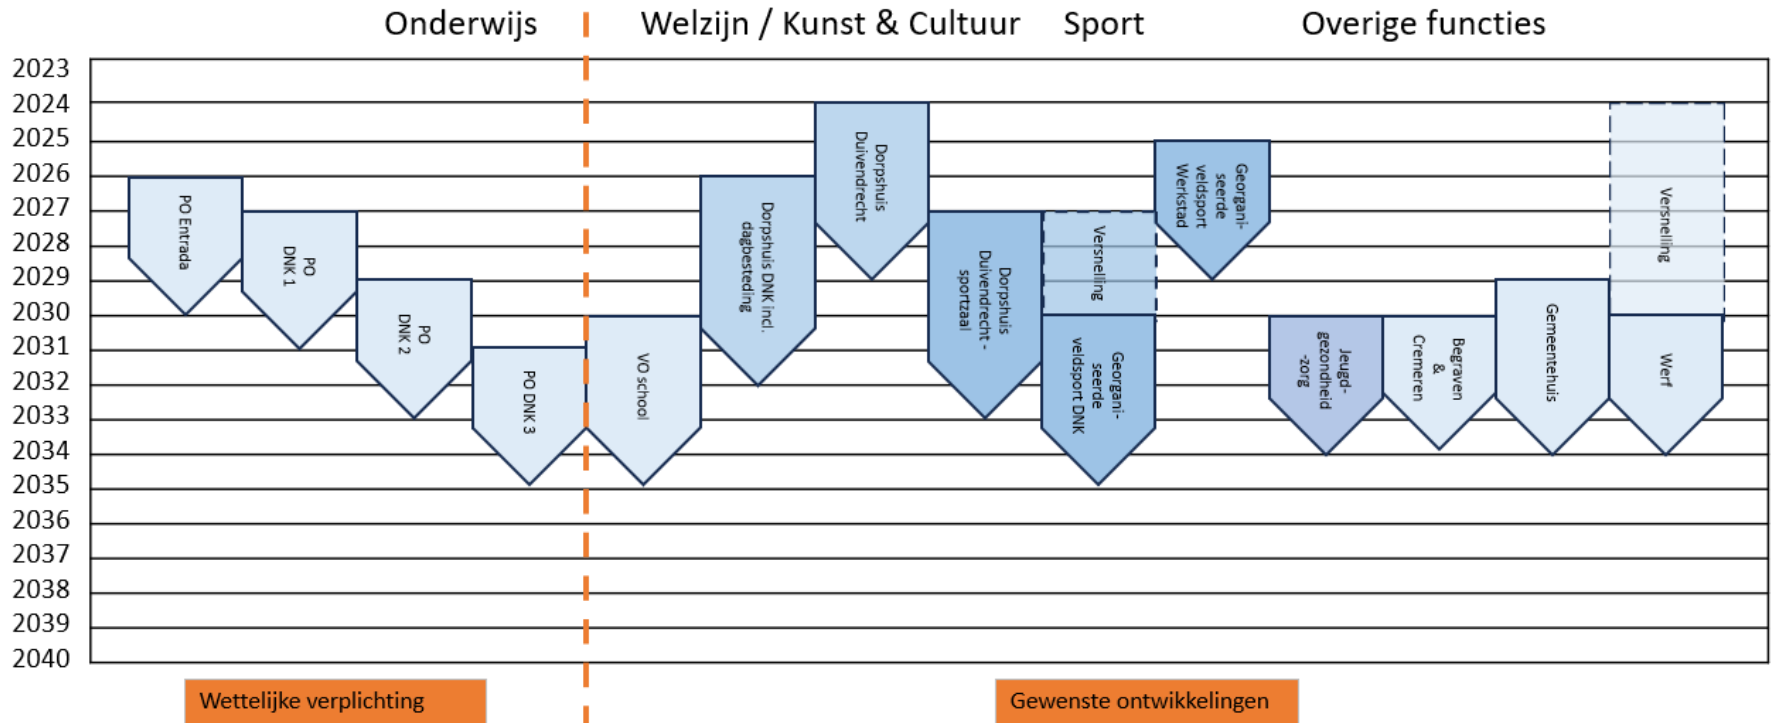 Onderwijs
Welzijn / Kunst & Cultuur
Sport
Overige functies
2023
2024
2025
2026
2027
2028
2029
2030
2031
2032
2033
2034
2035
2036
2037
2038
2039
2040
PO Entrada
PO
DNK 1
PO
DNK 2
PO DNK 3
VO school
Dorpshuis DNK incl.
dagbesteding
Dorpshuis
Duivendrecht
Dorpshuis
Duivendrecht -
sportzaal
Versnelling
Georgani-
seerde
veldsport DNK
Georgani-
seerde
veldsport
Werkstad
Jeugd-
gezondheid
-zorg
Begraven
&
Cremeren
Gemeentehuis
Versnelling
Werf
Wettelijke verplichting
Gewenste ontwikkelingen